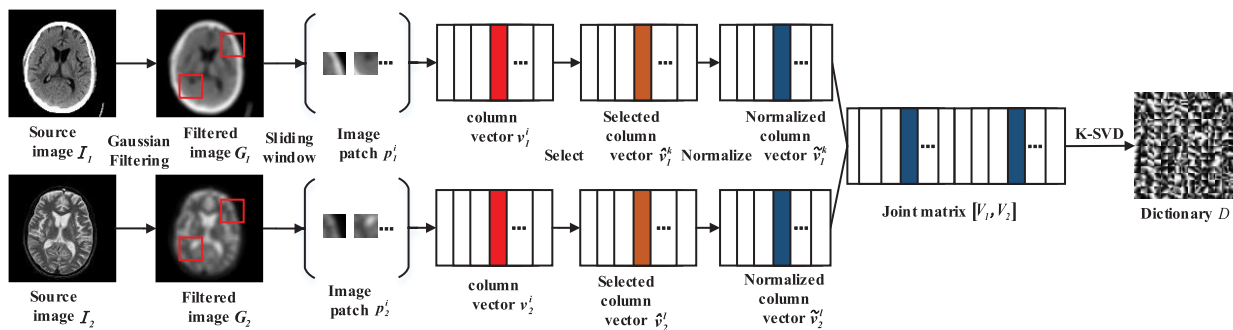 Source
image I₁
Gaussian
Filtering
Filtered
image G₁
Sliding
window
Image
patch p₁ⁱ
...
column
vector v₁ⁱ
...
Select
Selected
column
vector v̂₁ᵏ
...
Normalize
Normalized
column
vector ṽ₁ᵏ
...
Source
image I₂
Filtered
image G₂
Image
patch p₂ⁱ
...
column
vector v₂ⁱ
...
Selected
column
vector v̂₂ˡ
...
Normalized
column
vector ṽ₂ˡ
...
... ...
Joint matrix [V₁, V₂]
K-SVD
Dictionary D